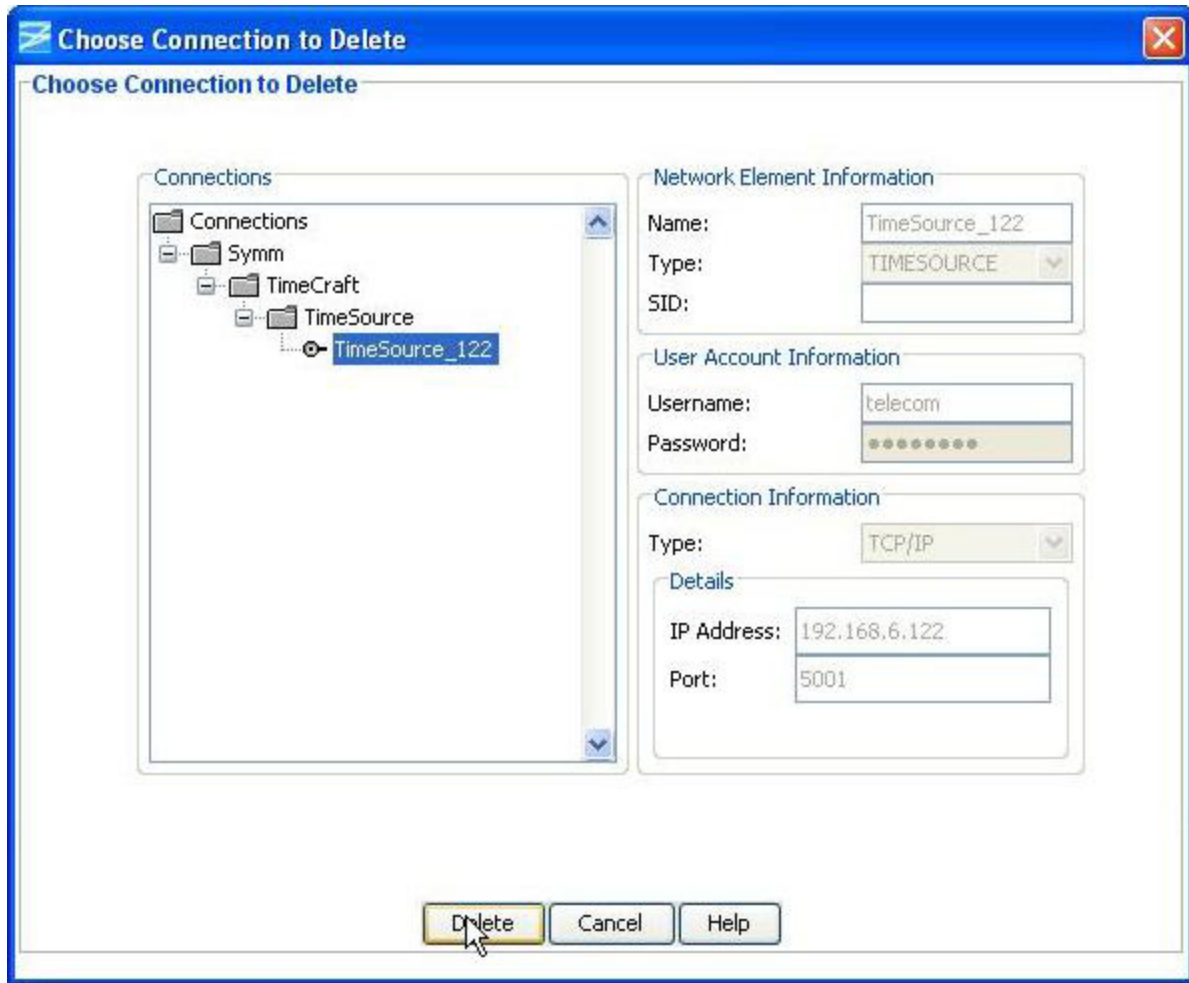 Choose Connection to Delete
Choose Connection to Delete
Connections
Connections
Symm
TimeCraft
TimeSource
TimeSource_122
Network Element Information
Name: TimeSource_122
Type: TIMESOURCE
SID:
User Account Information
Username: telecom
Password: ••••••••
Connection Information
Type: TCP/IP
Details
IP Address: 192.168.6.122
Port: 5001
Delete Cancel Help